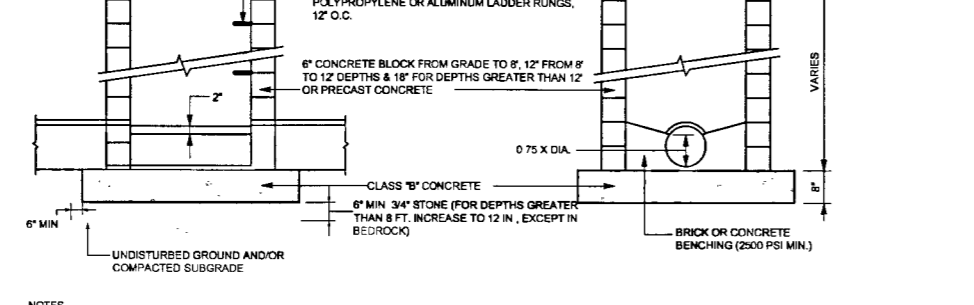 POLYPROPYLENE OR ALUMINUM LADDER RUNGS,
12" O.C.
6" CONCRETE BLOCK FROM GRADE TO 8', 12" FROM 8'
TO 12' DEPTHS & 18" FOR DEPTHS GREATER THAN 12'
OR PRECAST CONCRETE
2"
VARIES
0 75 X DIA.
CLASS "B" CONCRETE
8"
6" MIN 3/4" STONE (FOR DEPTHS GREATER
THAN 8 FT. INCREASE TO 12 IN , EXCEPT IN
BEDROCK)
6" MIN
BRICK OR CONCRETE
BENCHING (2500 PSI MIN.)
UNDISTURBED GROUND AND/OR
COMPACTED SUBGRADE
NOTES